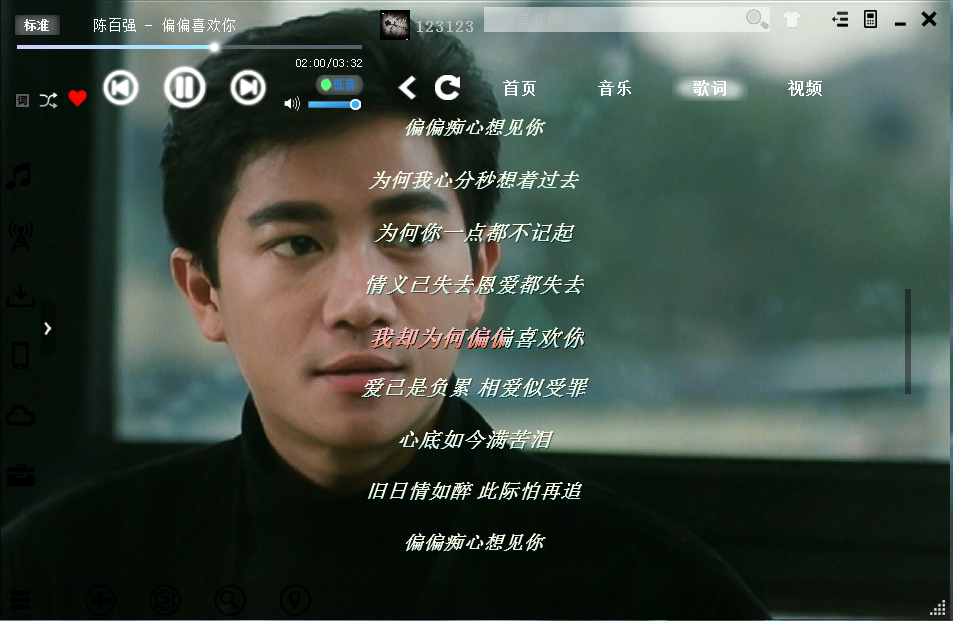 标准
陈百强 - 偏偏喜欢你
123123
02:00/03:32
低音
词
首页 音乐 歌词 视频
偏偏痴心想见你
为何我心分秒想着过去
为何你一点都不记起
情义已失去恩爱都失去
我却为何偏偏喜欢你
爱已是负累 相爱似受罪
心底如今满苦泪
旧日情如醉 此际怕再追
偏偏痴心想见你